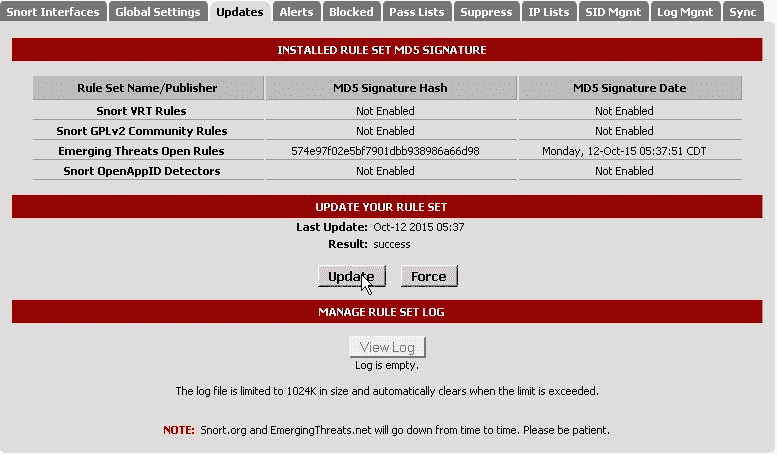 Snort Interfaces Global Settings Updates Alerts Blocked Pass Lists Suppress IP Lists SID Mgmt Log Mgmt Sync
INSTALLED RULE SET MD5 SIGNATURE
Rule Set Name/Publisher MD5 Signature Hash MD5 Signature Date
Snort VRT Rules Not Enabled Not Enabled
Snort GPLv2 Community Rules Not Enabled Not Enabled
Emerging Threats Open Rules 574e97f02e5bf7901dbb938986a66d98 Monday, 12-Oct-15 05:37:51 CDT
Snort OpenAppID Detectors Not Enabled Not Enabled
UPDATE YOUR RULE SET
Last Update: Oct-12 2015 05:37
Result: success
Update Force
MANAGE RULE SET LOG
View Log
Log is empty.
The log file is limited to 1024K in size and automatically clears when the limit is exceeded.
NOTE: Snort.org and EmergingThreats.net will go down from time to time. Please be patient.